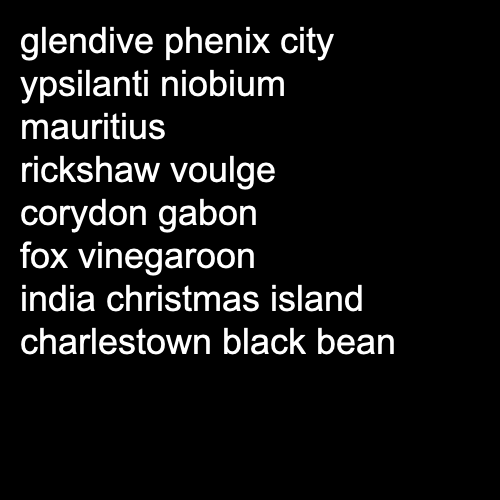 glendive phenix city
ypsilanti niobium
mauritius
rickshaw voulge
corydon gabon
fox vinegaroon
india christmas island
charlestown black bean